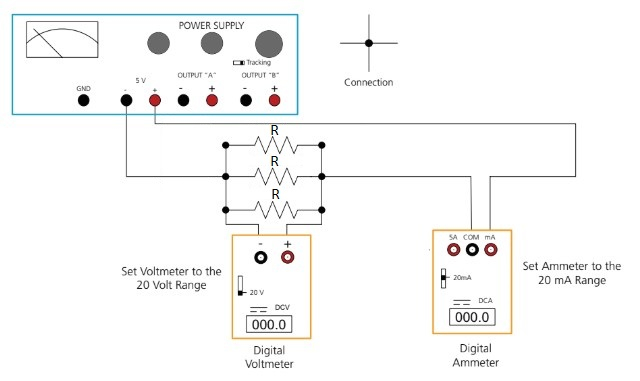 POWER SUPPLY
Tracking
5 V
OUTPUT "A"
OUTPUT "B"
GND
-
+
-
+
-
+
Connection
R
R
R
-
+
20 V
DCV
000.0
Set Voltmeter to the
20 Volt Range
Digital
Voltmeter
5A COM mA
20mA
DCA
000.0
Set Ammeter to the
20 mA Range
Digital
Ammeter